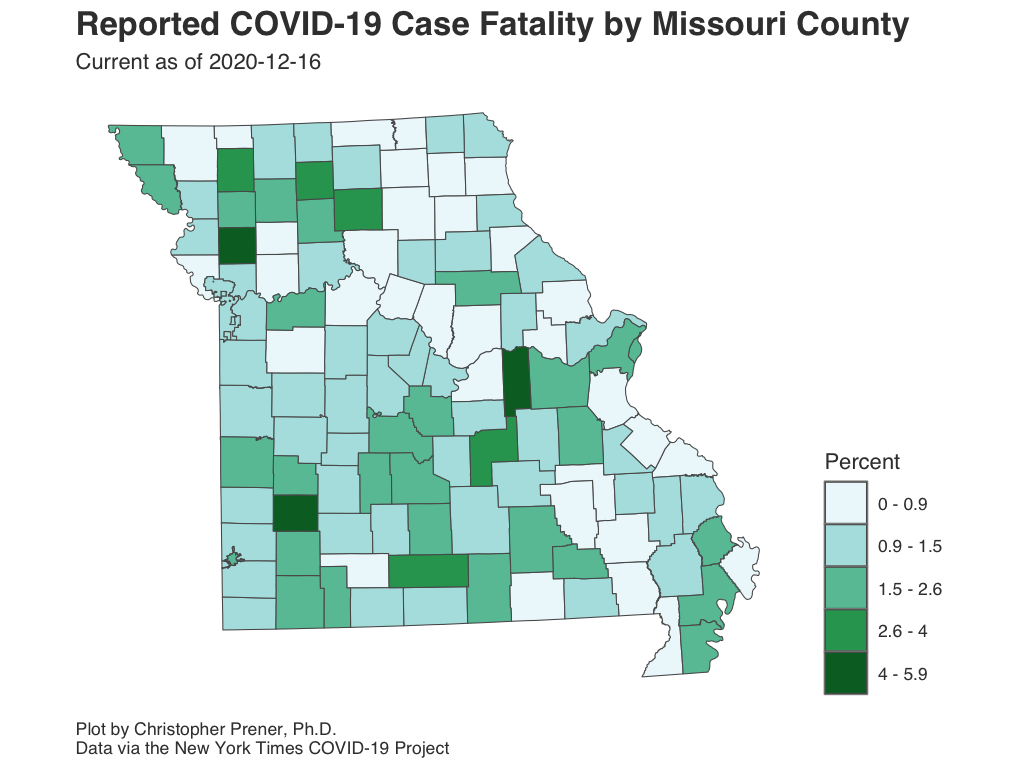 Reported COVID-19 Case Fatality by Missouri County
Current as of 2020-12-16
Percent
0 - 0.9
0.9 - 1.5
1.5 - 2.6
2.6 - 4
4 - 5.9
Plot by Christopher Prener, Ph.D.
Data via the New York Times COVID-19 Project